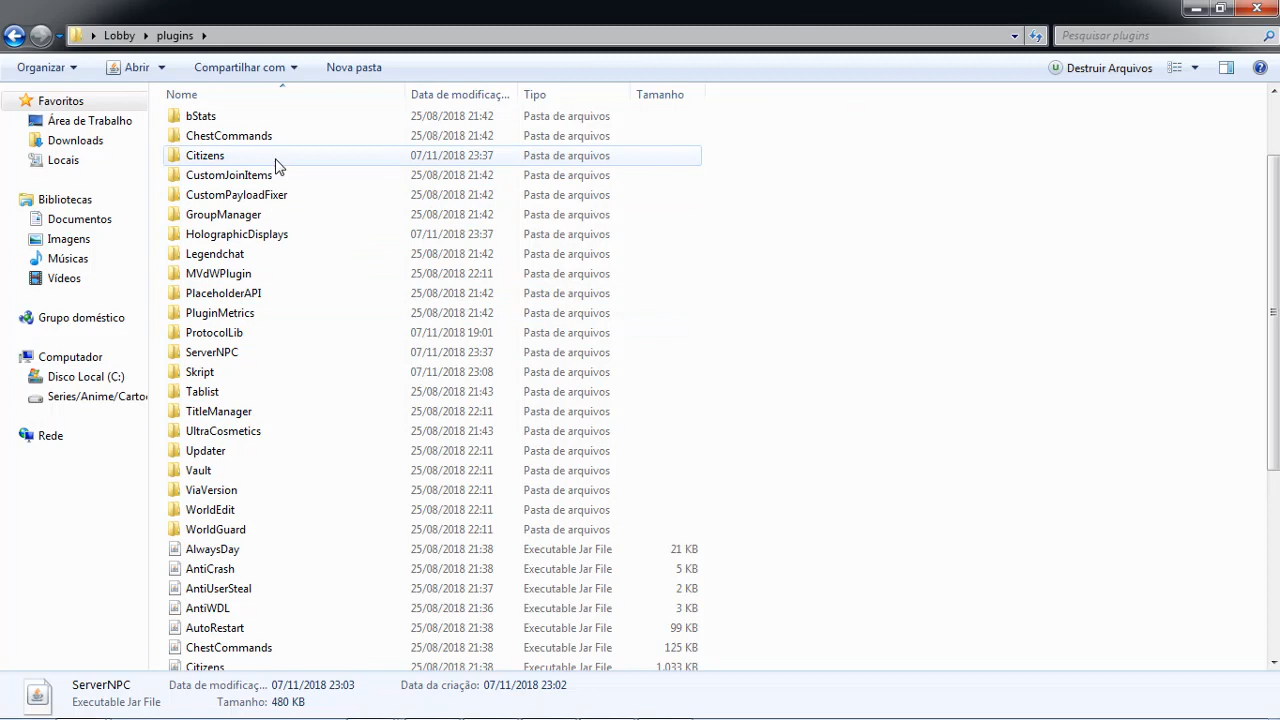 Lobby plugins
Pesquisar plugins
Organizar Abrir Compartilhar com Nova pasta Destruir Arquivos
Favoritos
Área de Trabalho
Downloads
Locais
Bibliotecas
Documentos
Imagens
Músicas
Vídeos
Grupo doméstico
Computador
Disco Local (C:)
Series/Anime/Carto
Rede
Nome Data de modificaç... Tipo Tamanho
bStats 25/08/2018 21:42 Pasta de arquivos
ChestCommands 25/08/2018 21:42 Pasta de arquivos
Citizens 07/11/2018 23:37 Pasta de arquivos
CustomJoinItems 25/08/2018 21:42 Pasta de arquivos
CustomPayloadFixer 25/08/2018 21:42 Pasta de arquivos
GroupManager 25/08/2018 21:42 Pasta de arquivos
HolographicDisplays 07/11/2018 23:37 Pasta de arquivos
Legendchat 25/08/2018 21:42 Pasta de arquivos
MVdWPlugin 25/08/2018 22:11 Pasta de arquivos
PlaceholderAPI 25/08/2018 21:42 Pasta de arquivos
PluginMetrics 25/08/2018 21:42 Pasta de arquivos
ProtocolLib 07/11/2018 19:01 Pasta de arquivos
ServerNPC 07/11/2018 23:37 Pasta de arquivos
Skript 07/11/2018 23:08 Pasta de arquivos
Tablist 25/08/2018 21:43 Pasta de arquivos
TitleManager 25/08/2018 22:11 Pasta de arquivos
UltraCosmetics 25/08/2018 21:43 Pasta de arquivos
Updater 25/08/2018 22:11 Pasta de arquivos
Vault 25/08/2018 22:11 Pasta de arquivos
ViaVersion 25/08/2018 22:11 Pasta de arquivos
WorldEdit 25/08/2018 22:11 Pasta de arquivos
WorldGuard 25/08/2018 22:11 Pasta de arquivos
AlwaysDay 25/08/2018 21:38 Executable Jar File 21 KB
AntiCrash 25/08/2018 21:38 Executable Jar File 5 KB
AntiUserSteal 25/08/2018 21:37 Executable Jar File 2 KB
AntiWDL 25/08/2018 21:36 Executable Jar File 3 KB
AutoRestart 25/08/2018 21:38 Executable Jar File 99 KB
ChestCommands 25/08/2018 21:38 Executable Jar File 125 KB
Citizens 25/08/2018 21:38 Executable Jar File 1.033 KB
ServerNPC Data de modificaç... 07/11/2018 23:03 Data da criação: 07/11/2018 23:02
Executable Jar File Tamanho: 480 KB